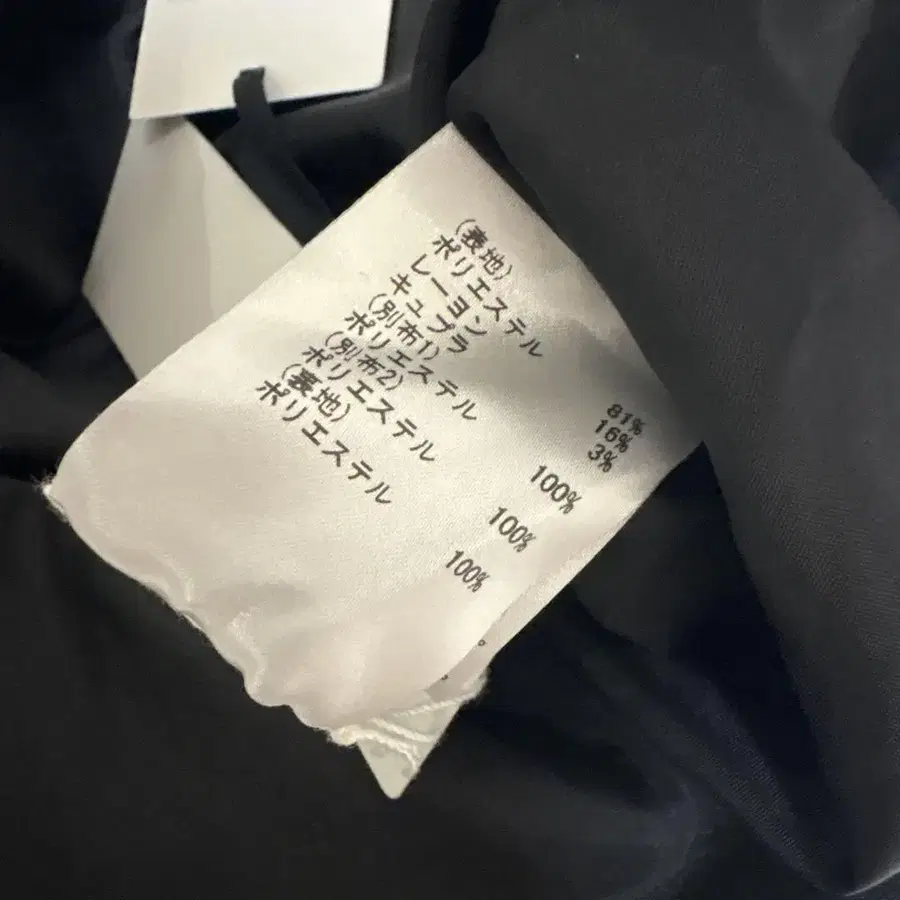 (表地)
ポリエステル 81%
レーヨン 16%
キュプラ 3%
(別布1)
ポリエステル 100%
(別布2)
ポリエステル 100%
(裏地)
ポリエステル 100%